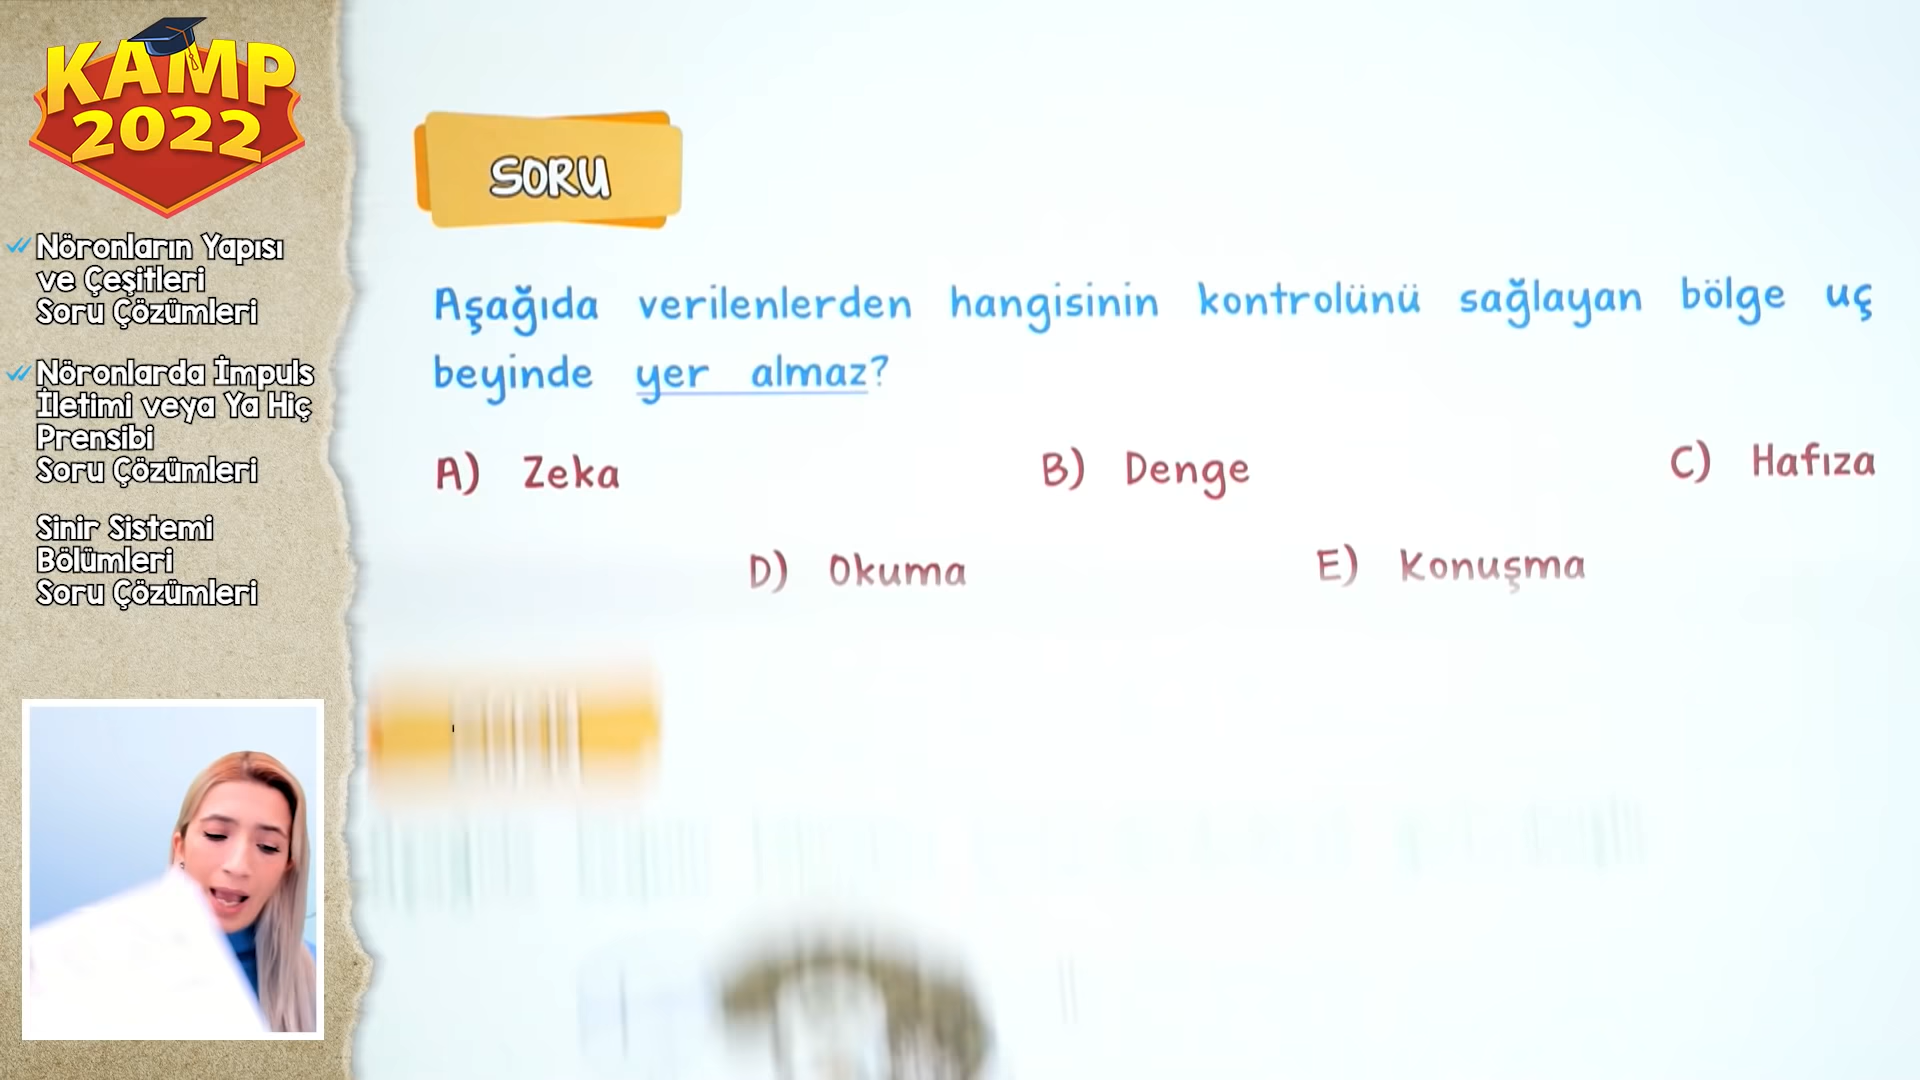 KAMP
2022
Nöronların Yapısı
ve Çeşitleri
Soru Çözümleri
Nöronlarda İmpuls
İletimi veya Ya Hiç
Prensibi
Soru Çözümleri
Sinir Sistemi
Bölümleri
Soru Çözümleri
SORU
Aşağıda verilenlerden hangisinin kontrolünü sağlayan bölge uç
beyinde yer almaz?
A) Zeka B) Denge C) Hafıza
D) Okuma E) Konuşma